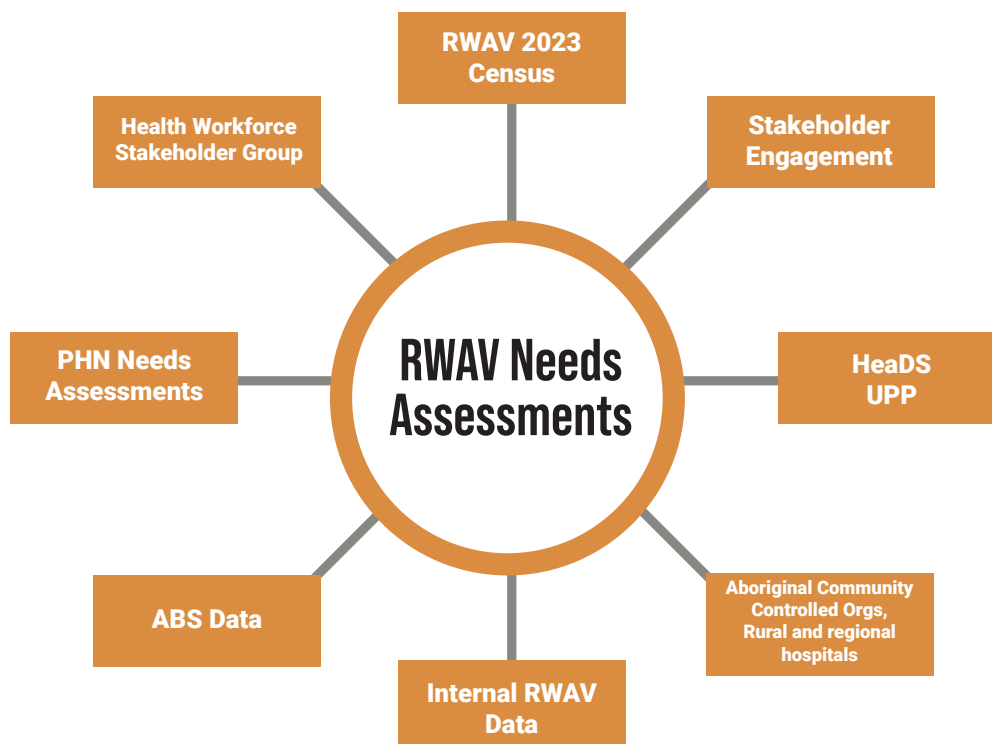 RWAV 2023
Census
Health Workforce
Stakeholder Group
Stakeholder
Engagement
PHN Needs
Assessments
RWAV Needs
Assessments
HeaDS
UPP
ABS Data
Aboriginal Community
Controlled Orgs,
Rural and regional
hospitals
Internal RWAV
Data